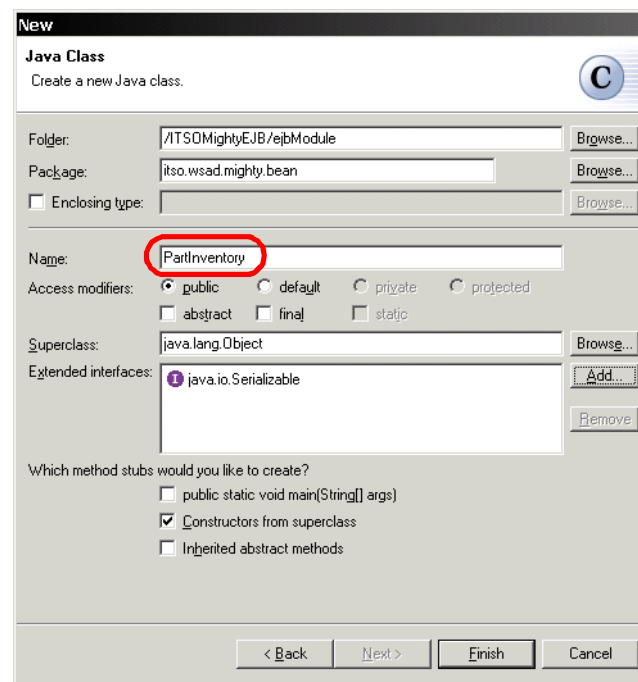 New
Java Class
Create a new Java class.
C
Folder: /ITSOMightyEJB/ejbModule Browse...
Package: itso.wsad.mighty.bean Browse...
Enclosing type: Browse...
Name: PartInventory
Access modifiers: public default private protected
abstract final static
Superclass: java.lang.Object Browse...
Extended interfaces: I java.io.Serializable Add...
Remove
Which method stubs would you like to create?
public static void main(String[] args)
Constructors from superclass
Inherited abstract methods
< Back Next > Finish Cancel